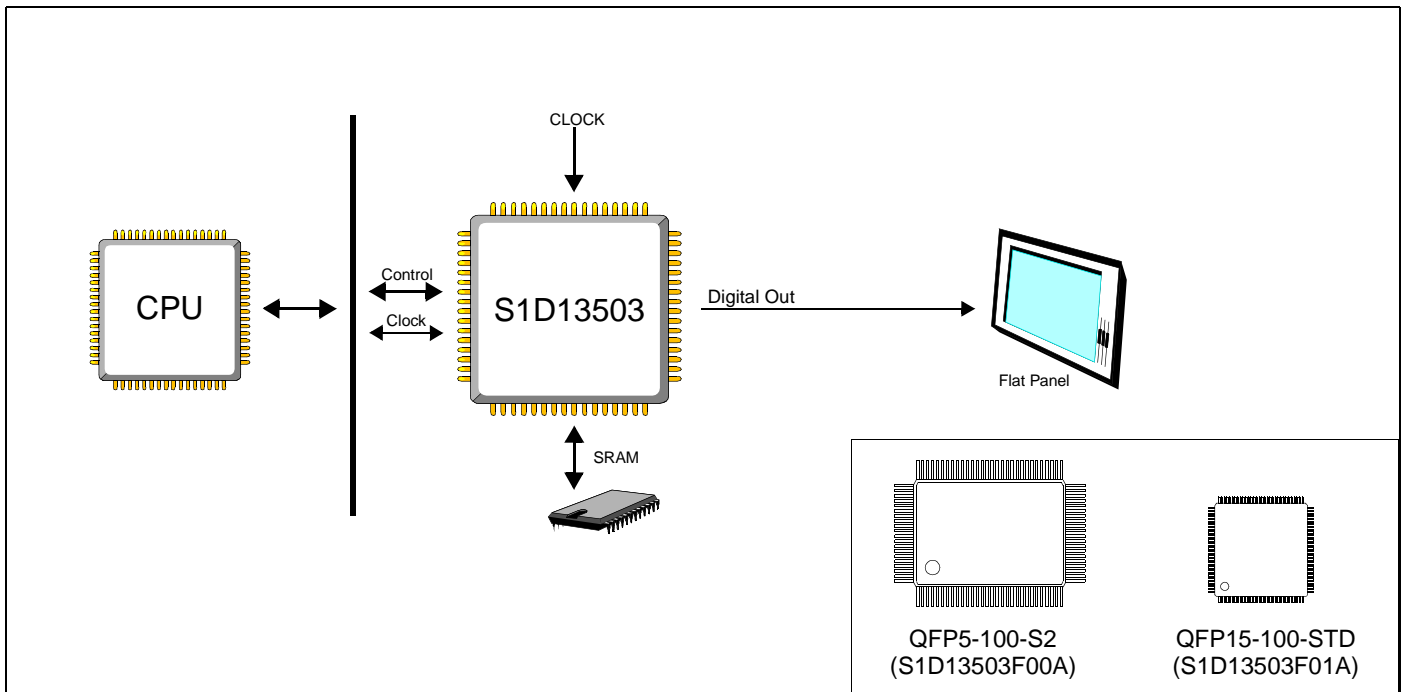 CLOCK
CPU
Control
Clock
S1D13503
Digital Out
Flat Panel
SRAM
QFP5-100-S2
(S1D13503F00A)
QFP15-100-STD
(S1D13503F01A)